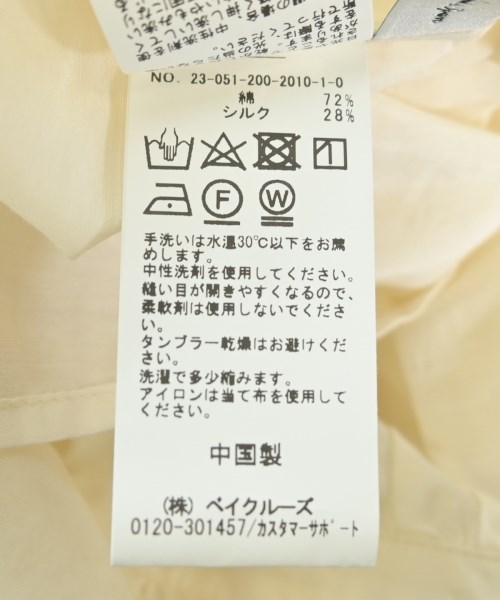 NO. 23-051-200-2010-1-0
綿 72%
シルク 28%
F W
手洗いは水温30℃以下をお薦
めします。
中性洗剤を使用してください。
縫い目が開きやすくなるので、
柔軟剤は使用しないでくださ
い。
タンブラー乾燥はお避けくだ
さい。
洗濯で多少縮みます。
アイロンは当て布を使用して
ください。
中国製
(株) ベイクルーズ
0120-301457/カスタマーサポート